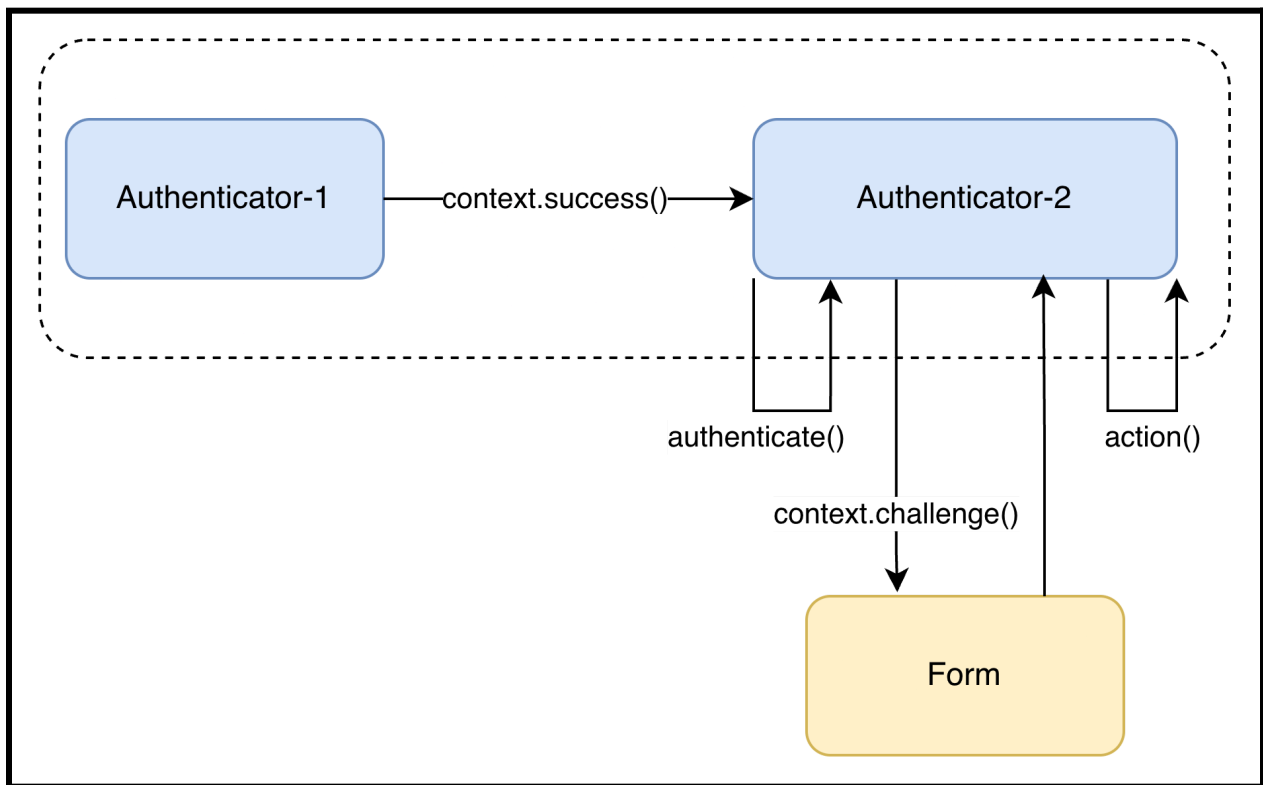 Authenticator-1
context.success()
Authenticator-2
authenticate()
action()
context.challenge()
Form